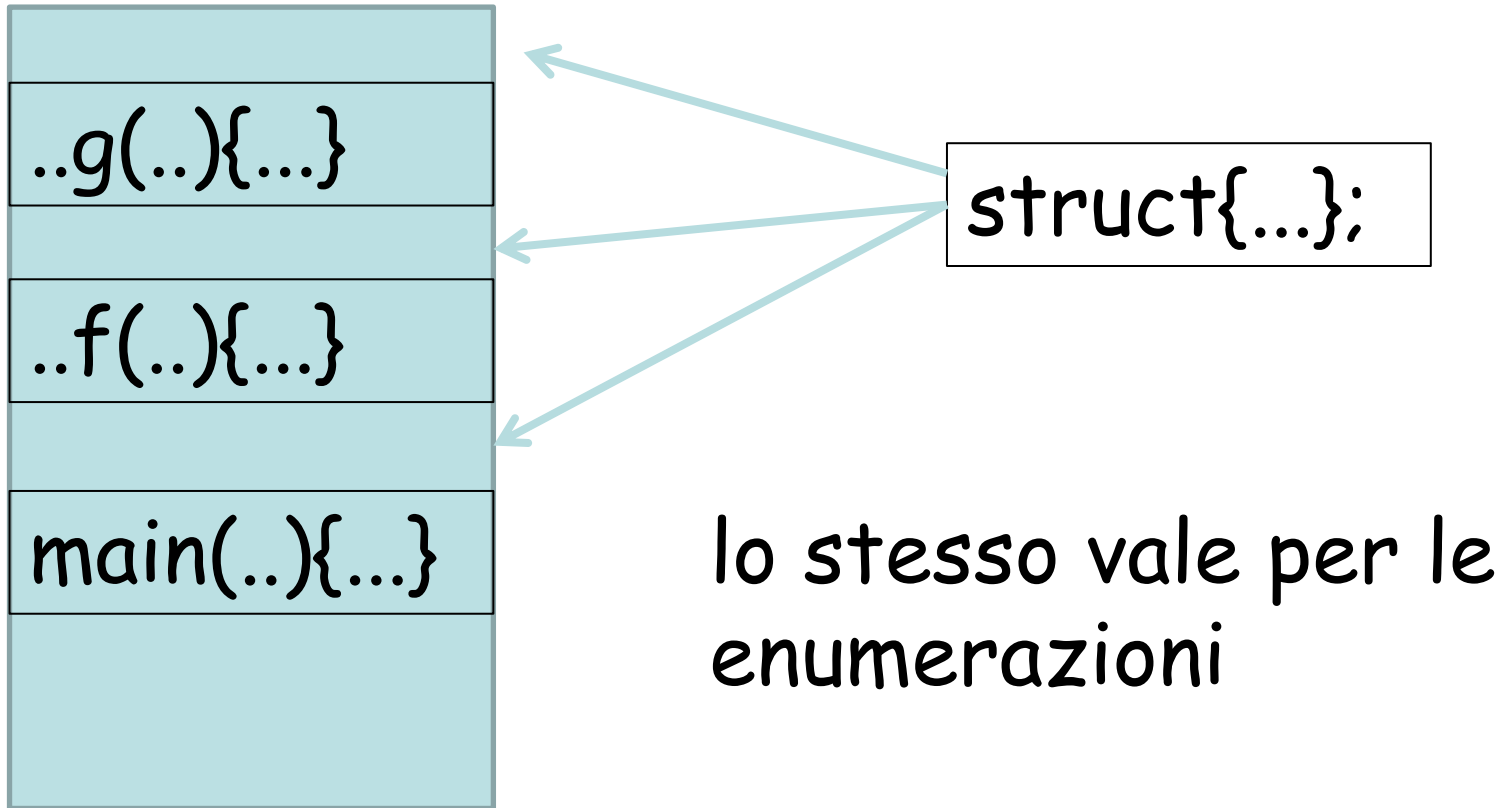 ..g(..){...}
struct{...};
..f(..){...}
main(..){...}
lo stesso vale per le
enumerazioni